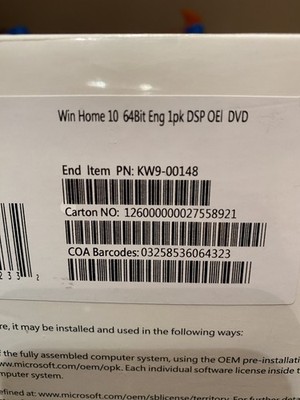 Win Home 10 64Bit Eng 1pk DSP OEI DVD
End Item PN: KW9-00148
Carton NO: 126000000027558921
COA Barcodes: 03258536064323
233 2
re, it may be installed and used in the following ways:
f the fully assembled computer system, using the OEM pre-installati
ww.microsoft.com/oem/opk. Each individual software license inside t
mputer system.
efined at: www.microsoft.com/oem/sblicense/territory. For further deta